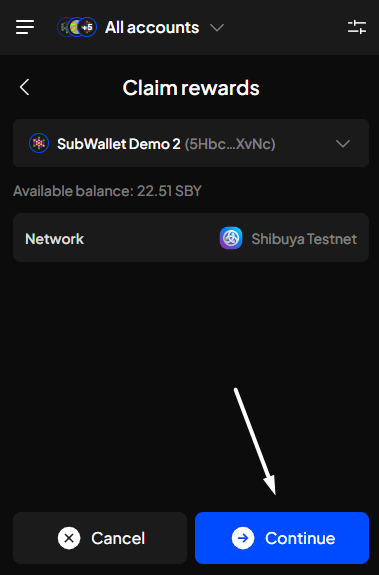 +5 All accounts
Claim rewards
SubWallet Demo 2 (5Hbc...XvNc)
Available balance: 22.51 SBY
Network Shibuya Testnet
Cancel Continue